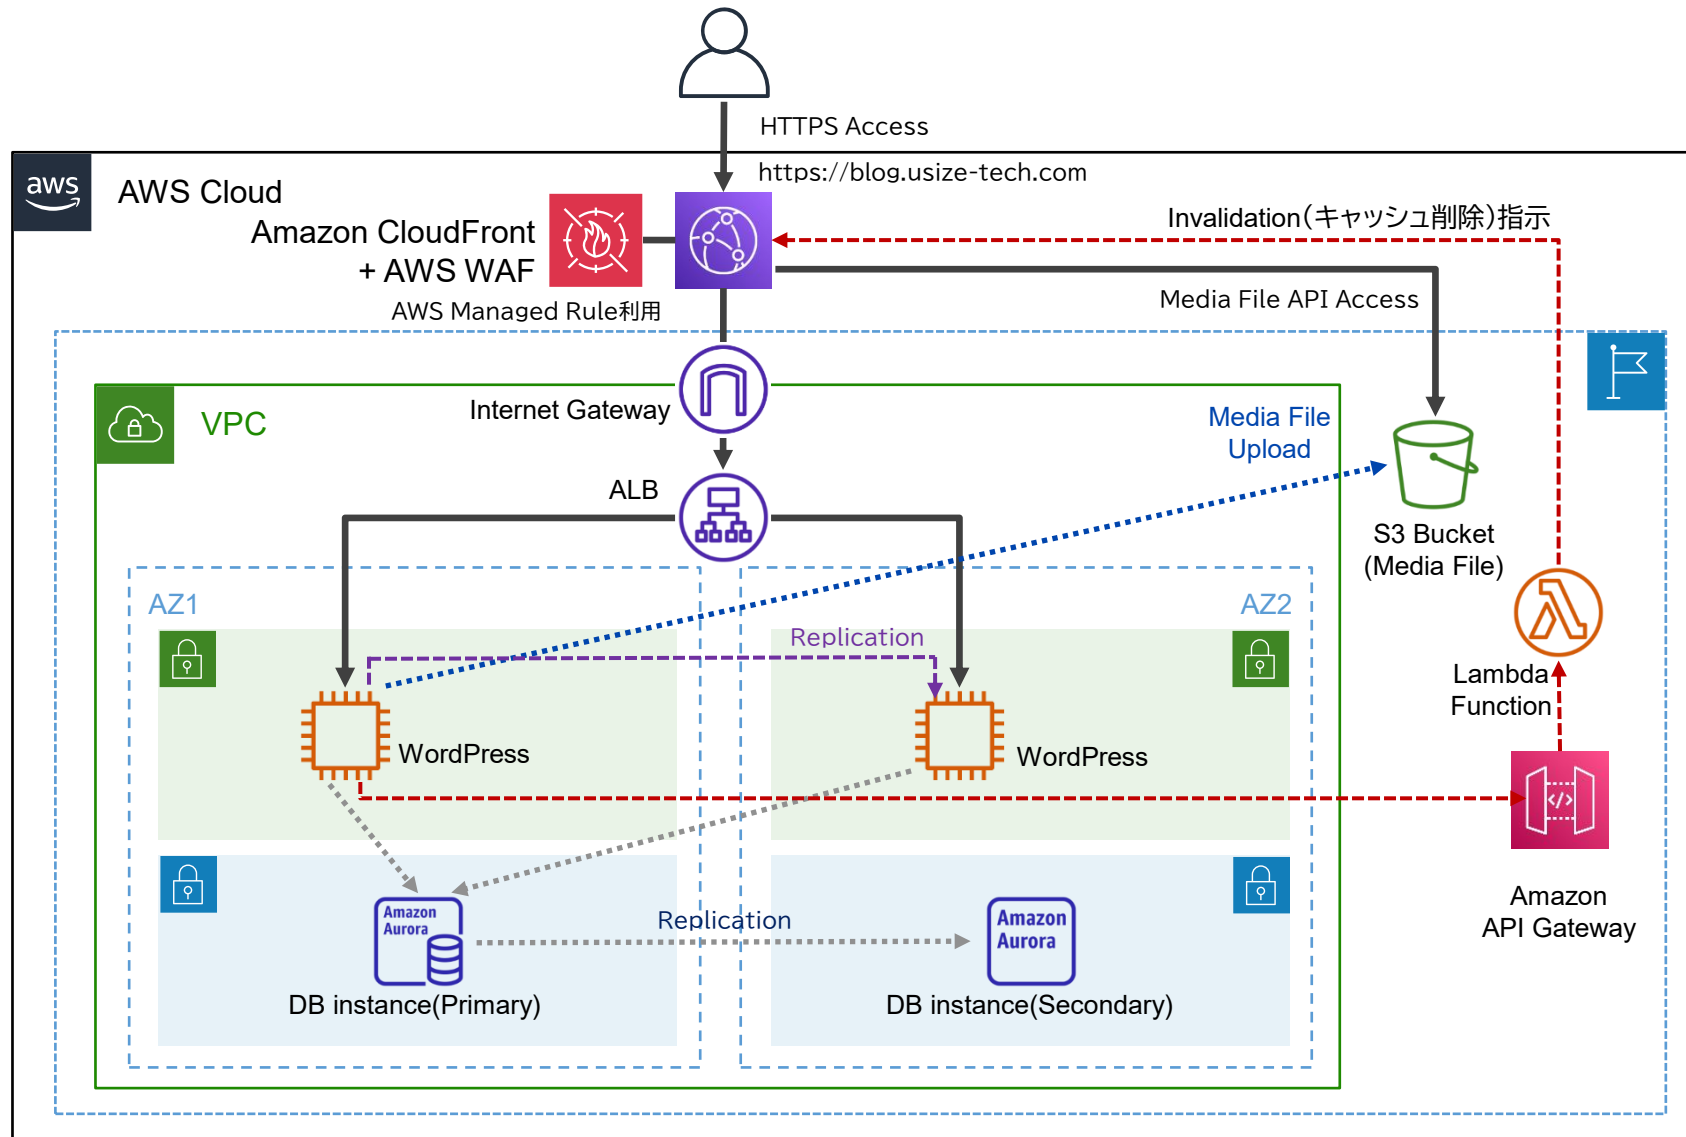 HTTPS Access
https://blog.usize-tech.com
aws
AWS Cloud
Amazon CloudFront
+ AWS WAF
AWS Managed Rule利用
Invalidation(キャッシュ削除)指示
Media File API Access
VPC
Internet Gateway
Media File
Upload
ALB
S3 Bucket
(Media File)
AZ1
AZ2
Replication
Lambda
Function
WordPress
WordPress
</>
Amazon
API Gateway
Amazon
Aurora
Replication
Amazon
Aurora
DB instance(Primary)
DB instance(Secondary)